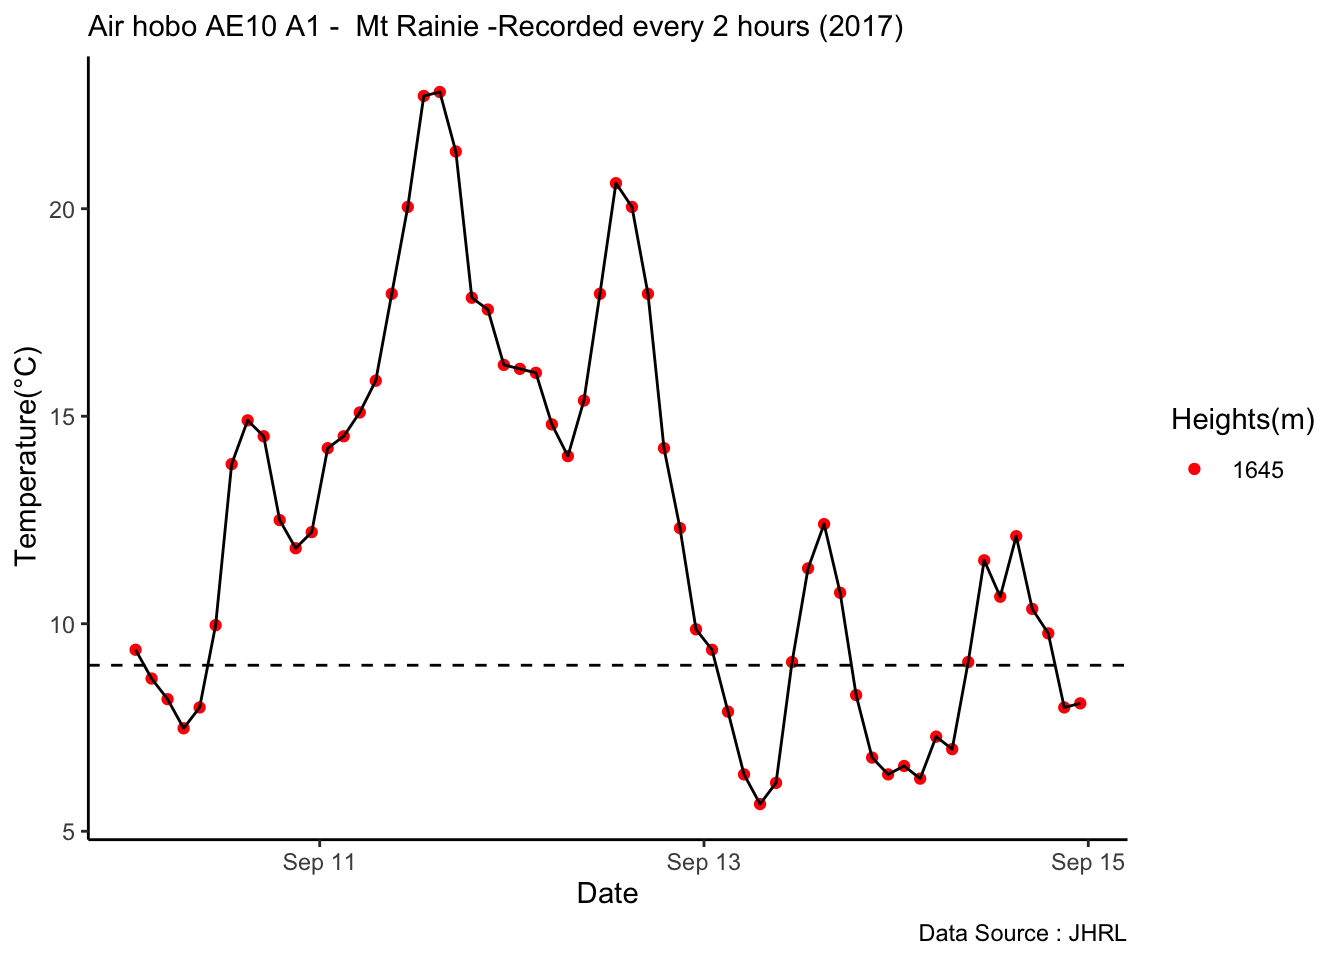 Air hobo AE10 A1 -  Mt Rainie -Recorded every 2 hours (2017)
20
15
10
5
Temperature(°C)
Sep 11
Sep 13
Sep 15
Date
Heights(m)
1645
Data Source : JHRL